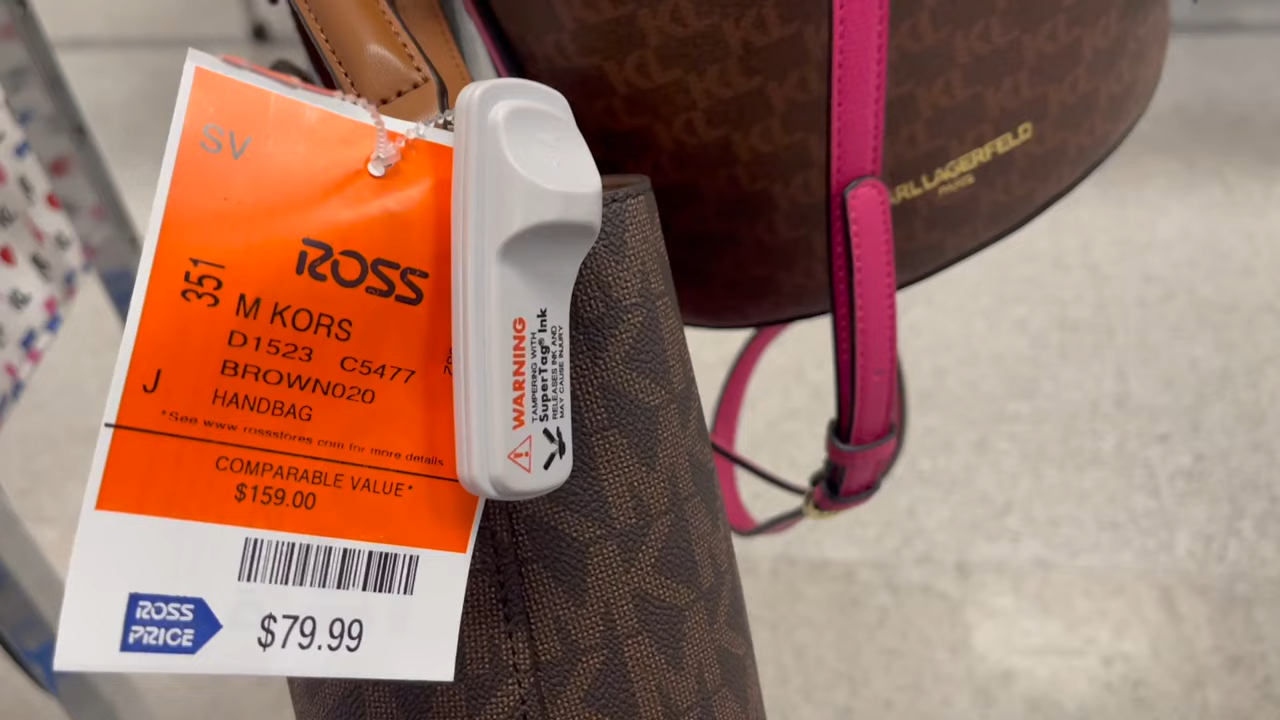 SV
ROSS
351
M KORS
D1523 C5477
BROWN020
J
HANDBAG
*See www.rossstores.com for more details
COMPARABLE VALUE*
$159.00
ROSS
PRICE
$79.99
WARNING
TAMPERING WITH
SuperTag® Ink
RELEASES INK AND
MAY CAUSE INJURY
ARL LAGERFELD
PARIS